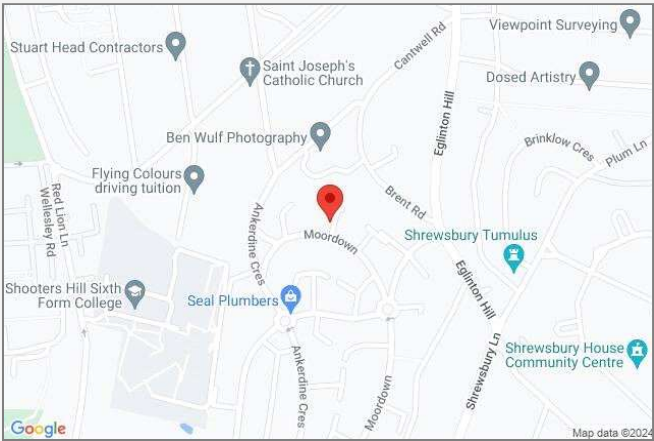 Viewpoint Surveying
Stuart Head Contractors
Cantwell Rd
Saint Joseph's
Catholic Church
Dosed Artistry
Eglinton Hill
Ben Wulf Photography
Brinklow Cres
Plum Ln
Flying Colours
driving tuition
Red Lion Ln
Wellesley Rd
Brent Rd
Ankerdine Cres
Moordown
Shrewsbury Tumulus
Eglinton Hill
Shooters Hill Sixth
Form College
Seal Plumbers
Shrewsbury Ln
Shrewsbury House
Community Centre
Ankerdine Cres
Moordown
Google
Map data ©2024